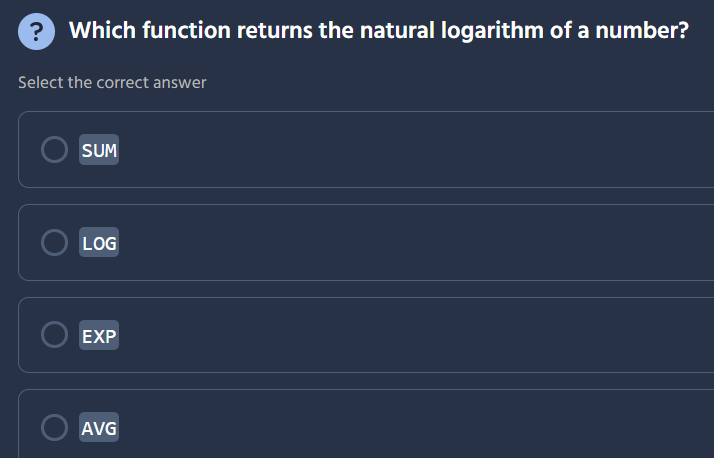 ?
Which function returns the natural logarithm of a number?
Select the correct answer
SUM
LOG
EXP
AVG